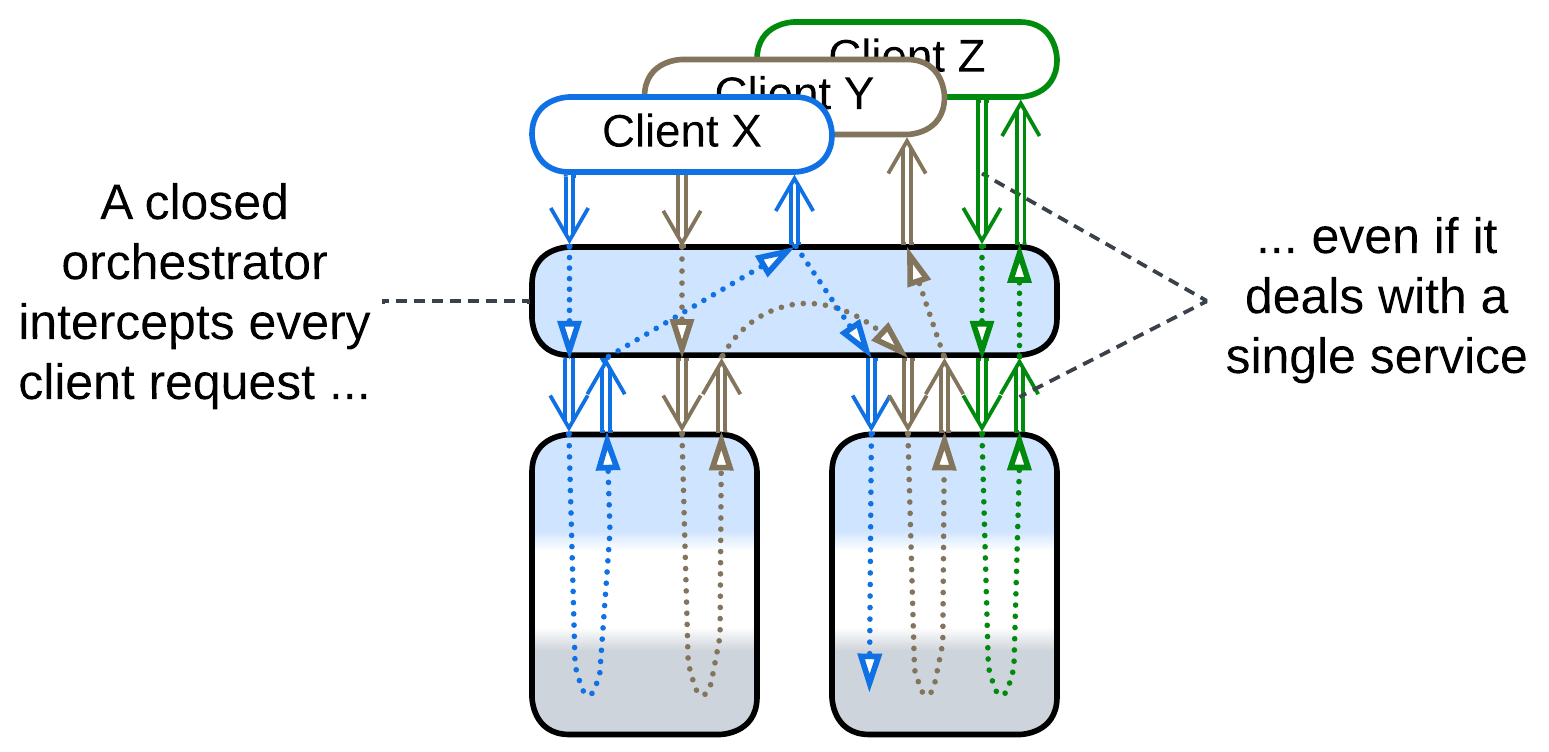 Client Z
Client Y
Client X
A closed
orchestrator
intercepts every
client request ...
... even if it
deals with a
single service